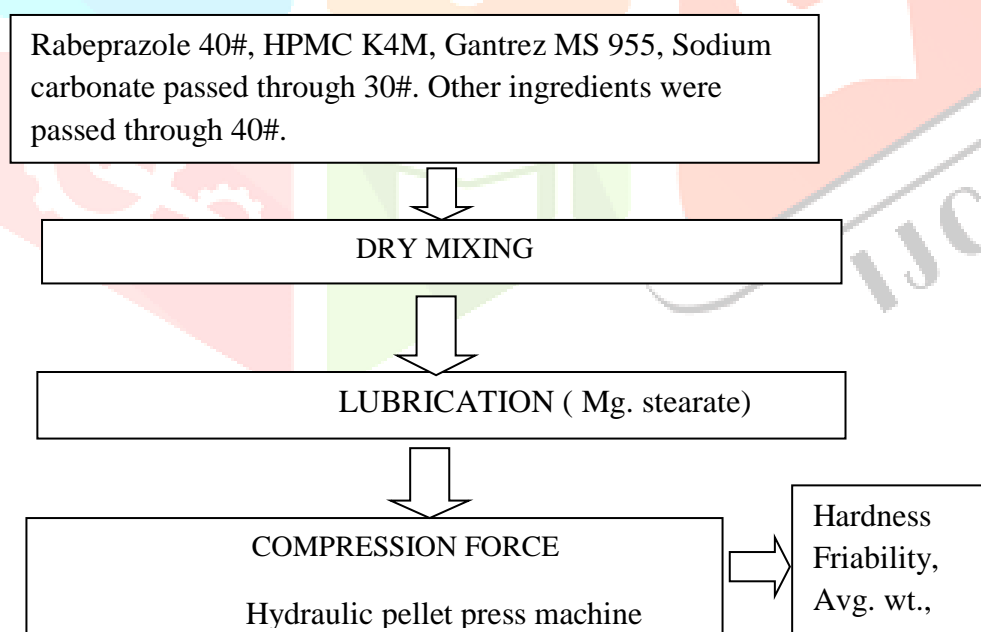 Rabeprazole 40#, HPMC K4M, Gantrez MS 955, Sodium
carbonate passed through 30#. Other ingredients were
passed through 40#.
DRY MIXING
LUBRICATION ( Mg. stearate)
COMPRESSION FORCE
Hydraulic pellet press machine
Hardness
Friability,
Avg. wt.,
IJC